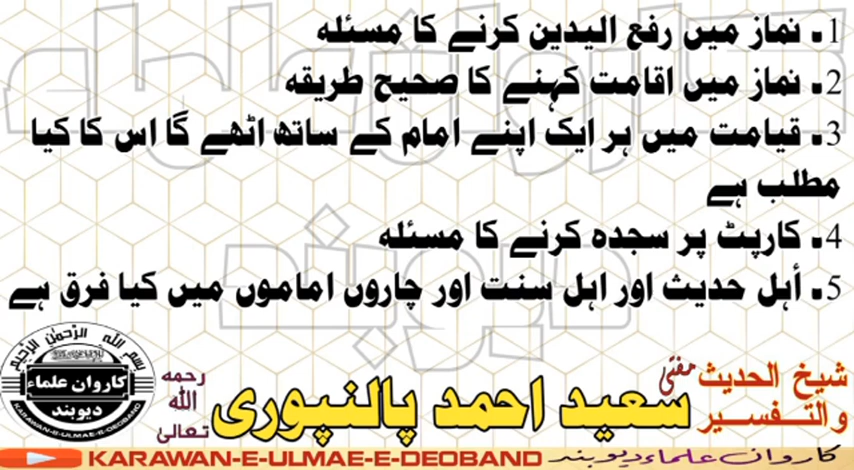 1. نماز میں رفع الیدین کرنے کا مسئلہ
2. نماز میں اقامت کہنے کا صحیح طریقہ
3. قیامت میں ہر ایک اپنے امام کے ساتھ اٹھے گا اس کا کیا
مطلب ہے
4. کارپٹ پر سجدہ کرنے کا مسئلہ
5. أہل حدیث اور اہل سنت اور چاروں اماموں میں کیا فرق ہے
شیخ الحدیث
والتفسیر
مفتی سعید احمد پالنپوری
رحمہ
اللہ
تعالیٰ
بسم اللہ الرحمن الرحیم
کاروان علماء
دیوبند
KARAWAN-E-ULMAE-E-DEOBAND
KARAWAN-E-ULMAE-E-DEOBAND کاروان علماء دیوبند